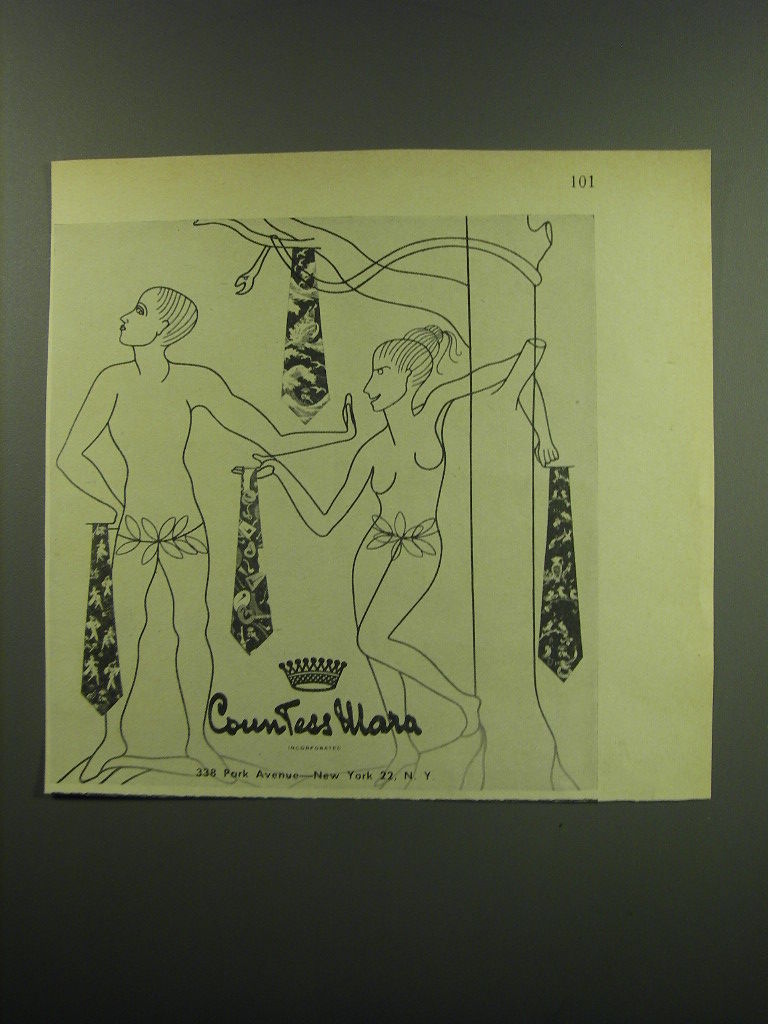 101
Countess Mara
INCORPORATED
338 Park Avenue—New York 22, N. Y